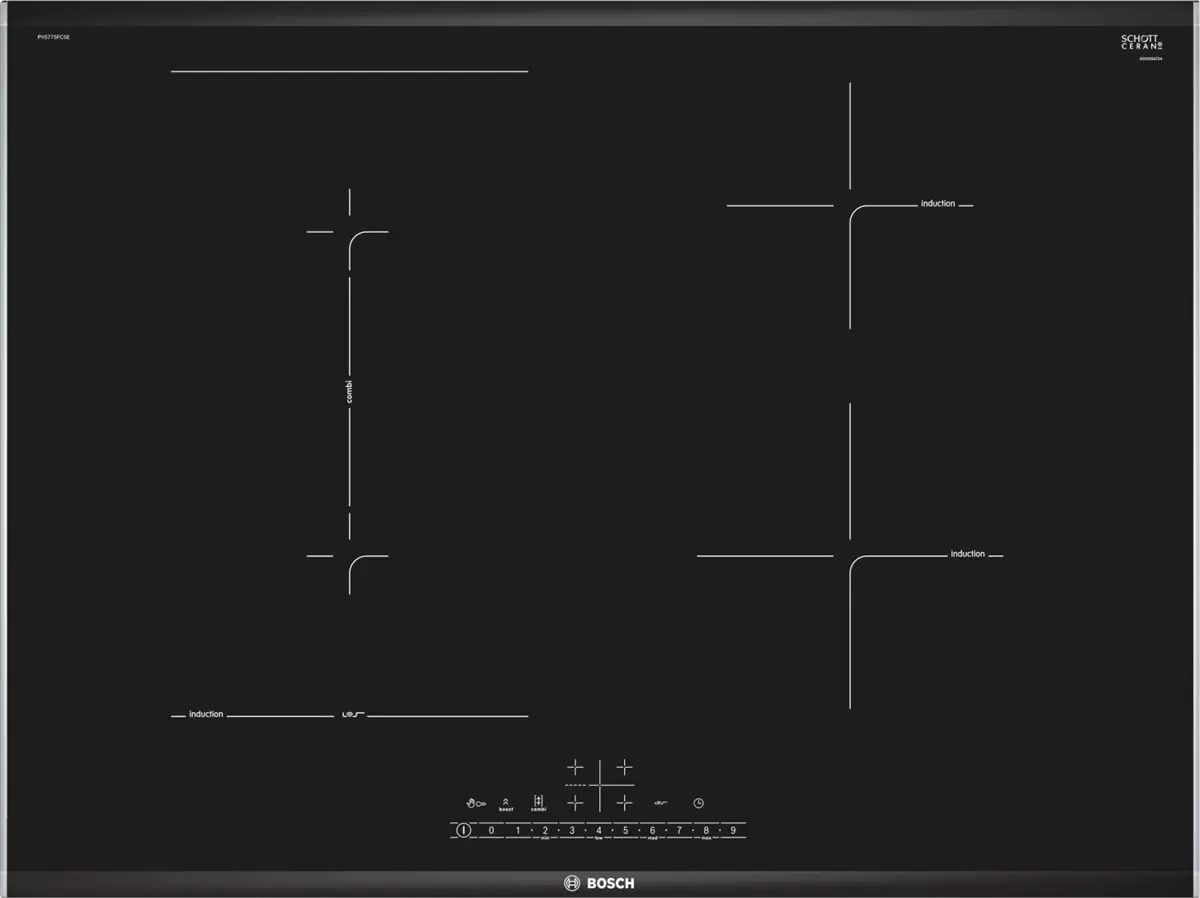 PVS775FC5E
SCHOTT
CERAN®
induction
combi
induction
induction
boost
combi
0 1 · 2 · 3 · 4 · 5 · 6 · 7 · 8 · 9
min
low
med
max
BOSCH